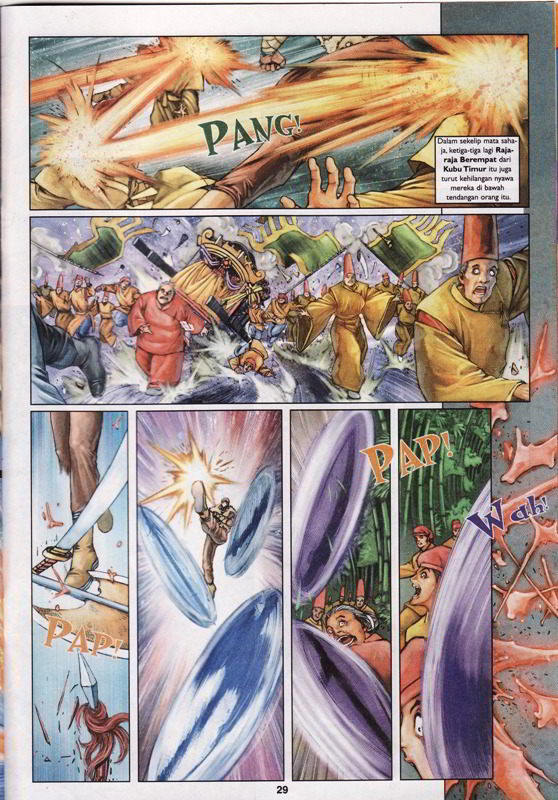 PANG!
Dalam sekelip mata saha-
ja, ketiga-tiga lagi Raja-
raja Berempat dari
Kubu Timur itu juga
turut kehilangan nyawa
mereka di bawah
tendangan orang itu.
PAP!
PAP!
Wah!
29